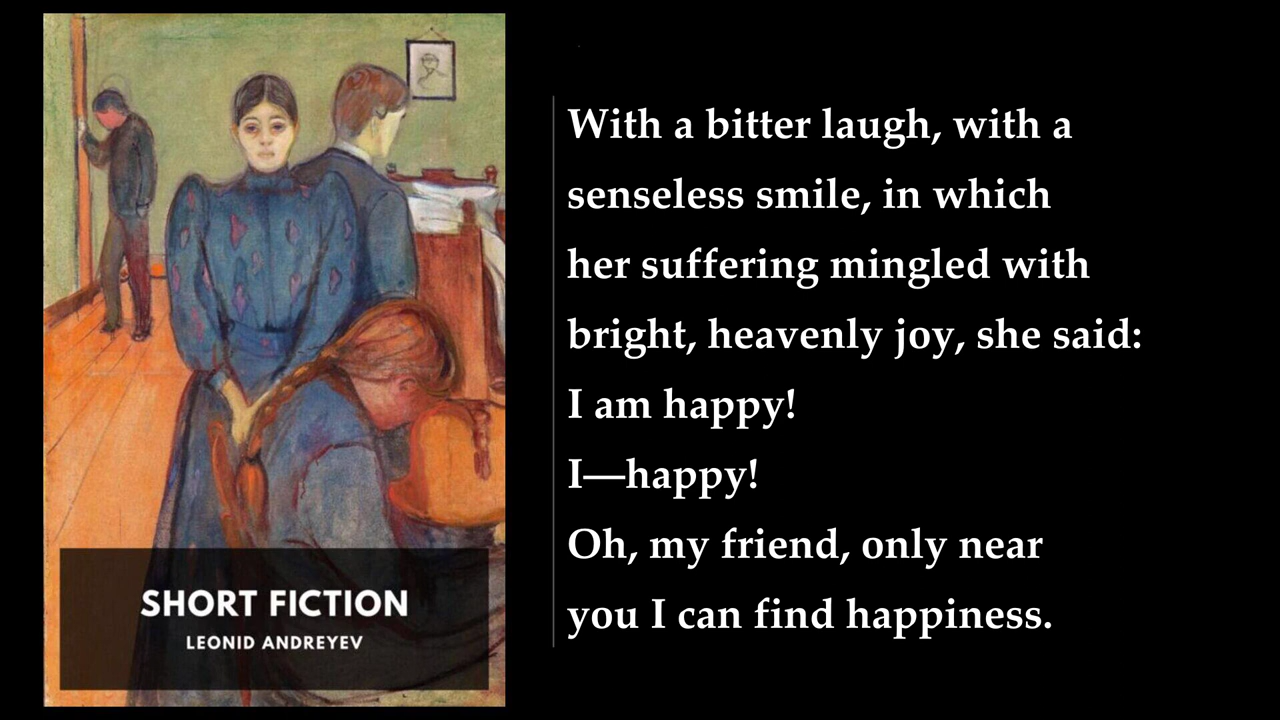 SHORT FICTION
LEONID ANDREYEV
With a bitter laugh, with a
senseless smile, in which
her suffering mingled with
bright, heavenly joy, she said:
I am happy!
I—happy!
Oh, my friend, only near
you I can find happiness.